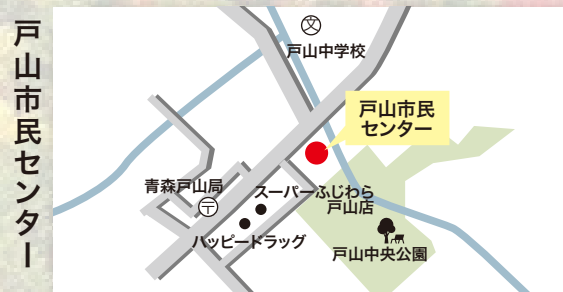 戸山市民センター
文
戸山中学校
戸山市民
センター
青森戸山局
〒
スーパーふじわら
戸山店
ハッピードラッグ
戸山中央公園